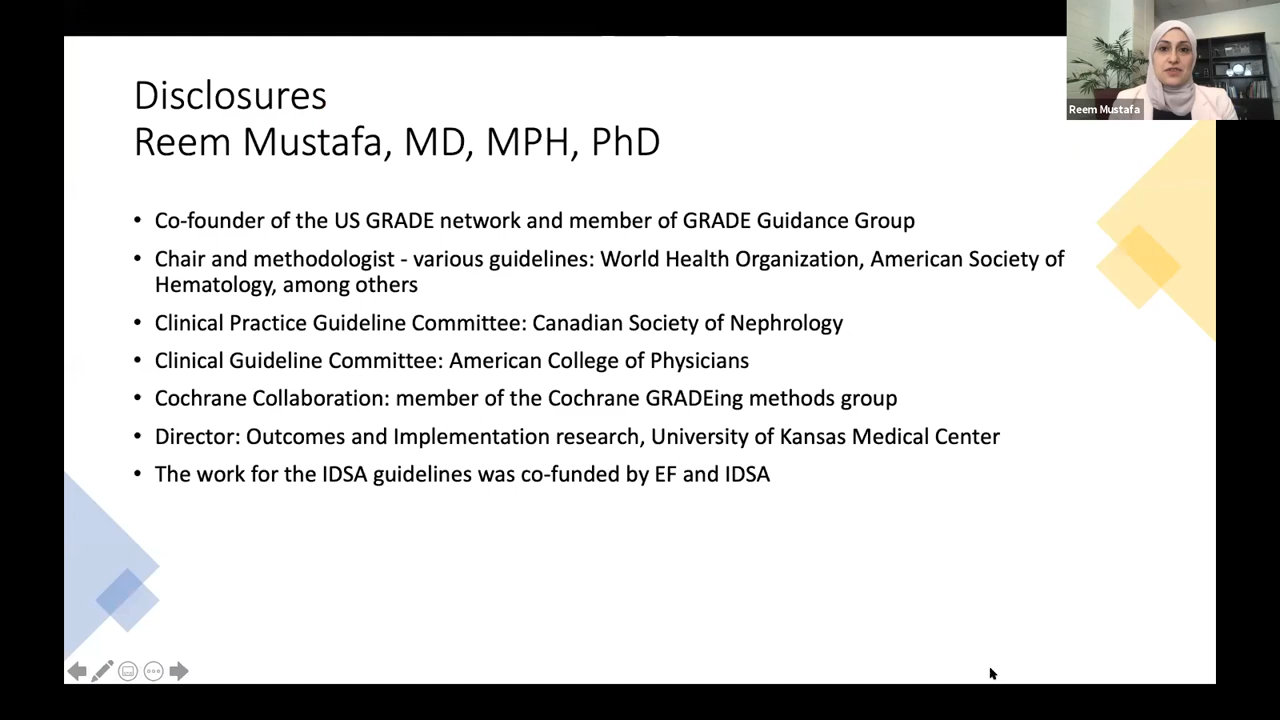 Disclosures
Reem Mustafa, MD, MPH, PhD
Reem Mustafa
• Co-founder of the US GRADE network and member of GRADE Guidance Group
• Chair and methodologist - various guidelines: World Health Organization, American Society of
Hematology, among others
• Clinical Practice Guideline Committee: Canadian Society of Nephrology
• Clinical Guideline Committee: American College of Physicians
• Cochrane Collaboration: member of the Cochrane GRADEing methods group
• Director: Outcomes and Implementation research, University of Kansas Medical Center
• The work for the IDSA guidelines was co-funded by EF and IDSA